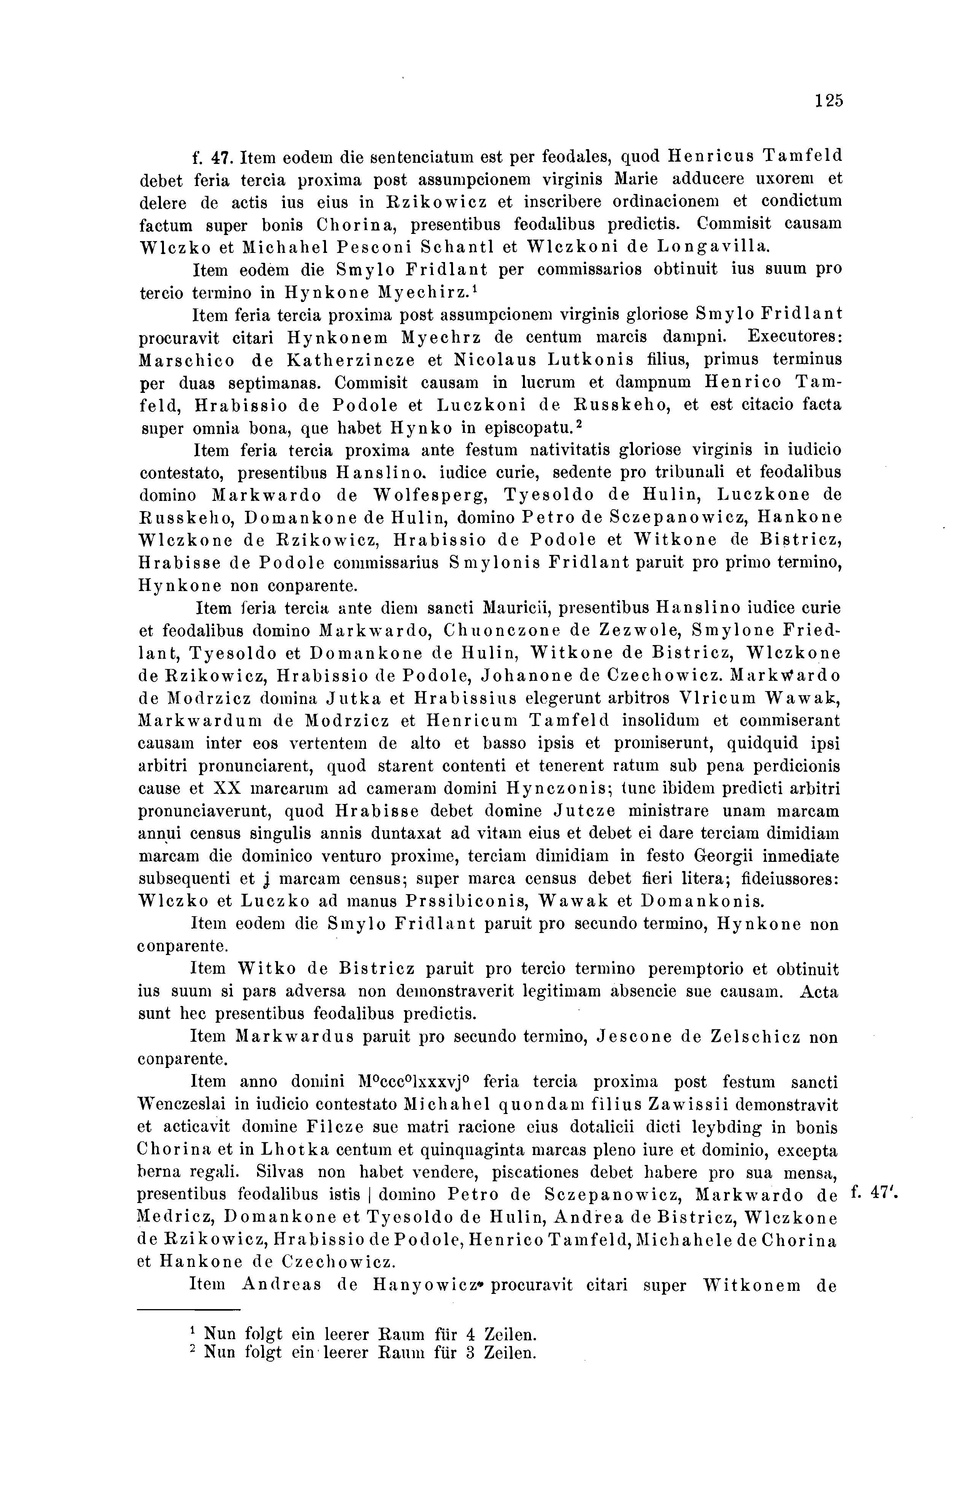 125
f. 47. Item eodem die sentenciatum est per feodales, quod Henricus Tamfeld
debet feria tercia proxima post assumpcionem virginis Marie adducere uxorem et
delere de actis ius eius in Rzikowicz et inscribere ordinacionem et condictum
factum super bonis Chorina, presentibus feodalibus predictis. Commisit causam
Wlczko et Michahel Pesconi Schantl et Wlczkoni de Longavilla.
Item eodem die Smylo Fridlant per commissarios obtinuit ius suum pro
tercio termino in Hynkone Myechirz.¹
Item feria tercia proxima post assumpcionem virginis gloriose Smylo Fridlant
procuravit citari Hynkonem Myechrz de centum marcis dampni. Executores:
Marschico de Katherzincze et Nicolaus Lutkonis filius, primus terminus
per duas septimanas. Commisit causam in lucrum et dampnum Henrico Tam-
feld, Hrabissio de Podole et Luczkoni de Russkeho, et est citacio facta
super omnia bona, que habet Hynko in episcopatu.²
Item feria tercia proxima ante festum nativitatis gloriose virginis in iudicio
contestato, presentibus Hanslino. iudice curie, sedente pro tribunali et feodalibus
domino Markwardo de Wolfesperg, Tyesoldo de Hulin, Luczkone de
Russkeho, Domankone de Hulin, domino Petro de Sczepanowicz, Hankone
Wlczkone de Rzikowicz, Hrabissio de Podole et Witkone de Bistricz,
Hrabisse de Podole commissarius Smylonis Fridlant paruit pro primo termino,
Hynkone non conparente.
Item feria tercia ante diem sancti Mauricii, presentibus Hanslino iudice curie
et feodalibus domino Markwardo, Chuonczone de Zezwole, Smylone Fried-
lant, Tyesoldo et Domankone de Hulin, Witkone de Bistricz, Wlczkone
de Rzikowicz, Hrabissio de Podole, Johanone de Czechowicz. Markwardo
de Modrzicz domina Jutka et Hrabissius elegerunt arbitros Vlricum Wawak,
Markwardum de Modrzicz et Henricum Tamfeld insolidum et commiserant
causam inter eos vertentem de alto et basso ipsis et promiserunt, quidquid ipsi
arbitri pronunciarent, quod starent contenti et tenerent ratum sub pena perdicionis
cause et XX marcarum ad cameram domini Hynczonis; tunc ibidem predicti arbitri
pronunciaverunt, quod Hrabisse debet domine Jutcze ministrare unam marcam
annui census singulis annis duntaxat ad vitam eius et debet ei dare terciam dimidiam
marcam die dominico venturo proxime, terciam dimidiam in festo Georgii inmediate
subsequenti et j marcam census; super marca census debet fieri litera; fideiussores:
Wlczko et Luczko ad manus Prssibiconis, Wawak et Domankonis.
Item eodem die Smylo Fridlant paruit pro secundo termino, Hynkone non
conparente.
Item Witko de Bistricz paruit pro tercio termino peremptorio et obtinuit
ius suum si pars adversa non demonstraverit legitimam absencie sue causam. Acta
sunt hec presentibus feodalibus predictis.
Item Markwardus paruit pro secundo termino, Jescone de Zelschicz non
conparente.
Item anno domini M⁰ccc⁰lxxxvj⁰ feria tercia proxima post festum sancti
Wenczeslai in iudicio contestato Michahel quondam filius Zawissii demonstravit
et acticavit domine Filcze sue matri racione eius dotalicii dicti leybding in bonis
Chorina et in Lhotka centum et quinquaginta marcas pleno iure et dominio, excepta
berna regali. Silvas non habet vendere, piscationes debet habere pro sua mensa,
presentibus feodalibus istis | domino Petro de Sczepanowicz, Markwardo de f. 47'.
Medricz, Domankone et Tyesoldo de Hulin, Andrea de Bistricz, Wlczkone
de Rzikowicz, Hrabissio de Podole, Henrico Tamfeld, Michahele de Chorina
et Hankone de Czechowicz.
Item Andreas de Hanyowicz procuravit citari super Witkonem de
¹ Nun folgt ein leerer Raum für 4 Zeilen.
² Nun folgt ein leerer Raum für 3 Zeilen.